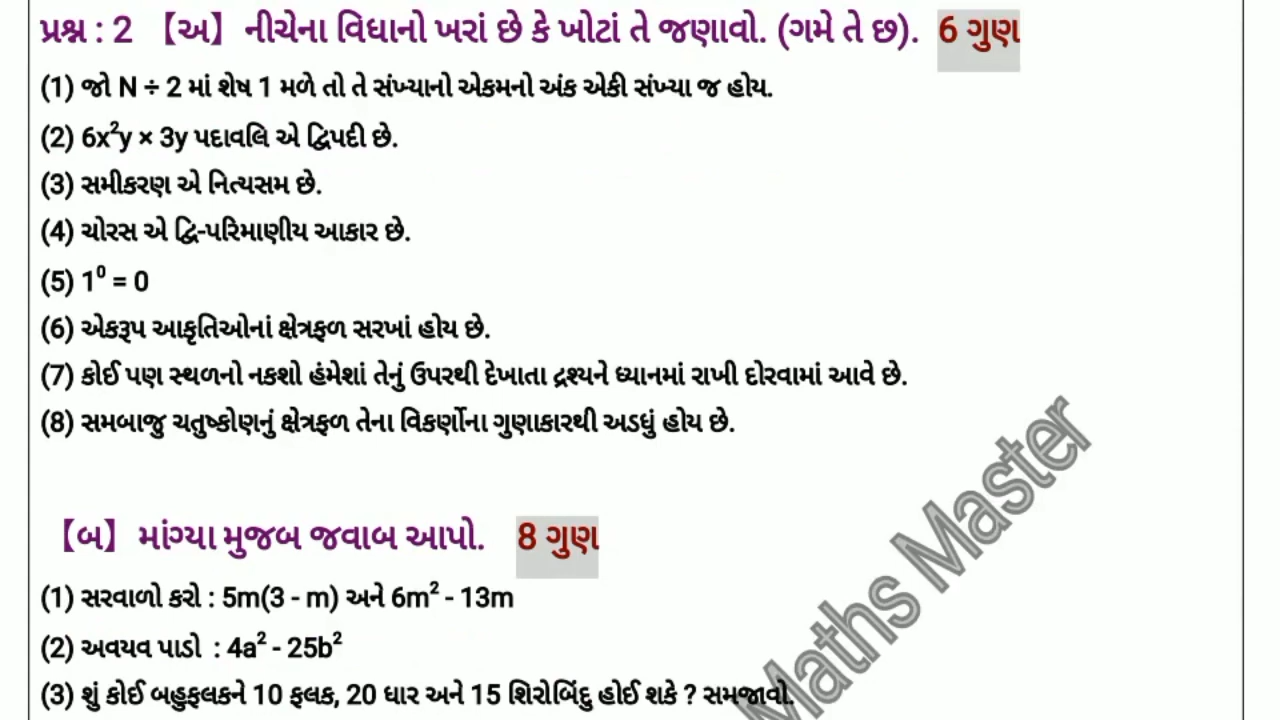 પ્રશ્ન : 2 【અ】 નીચેના વિધાનો ખરાં છે કે ખોટાં તે જણાવો. (ગમે તે છ). 6 ગુણ
(1) જો N ÷ 2 માં શેષ 1 મળે તો તે સંખ્યાનો એકમનો અંક એકી સંખ્યા જ હોય.
(2) 6x²y × 3y પદાવલિ એ દ્વિપદી છે.
(3) સમીકરણ એ નિત્યસમ છે.
(4) ચોરસ એ દ્વિ-પરિમાણીય આકાર છે.
(5) 1⁰ = 0
(6) એકરૂપ આકૃતિઓનાં ક્ષેત્રફળ સરખાં હોય છે.
(7) કોઈ પણ સ્થળનો નકશો હંમેશાં તેનું ઉપરથી દેખાતા દ્રશ્યને ધ્યાનમાં રાખી દોરવામાં આવે છે.
(8) સમબાજુ ચતુષ્કોણનું ક્ષેત્રફળ તેના વિકર્ણોના ગુણાકારથી અડધું હોય છે.
【બ】 માંગ્યા મુજબ જવાબ આપો. 8 ગુણ
(1) સરવાળો કરો : 5m(3 - m) અને 6m² - 13m
(2) અવયવ પાડો : 4a² - 25b²
(3) શું કોઈ બહુફલકને 10 ફલક, 20 ધાર અને 15 શિરોબિંદુ હોઈ શકે ? સમજાવો.
Maths Master